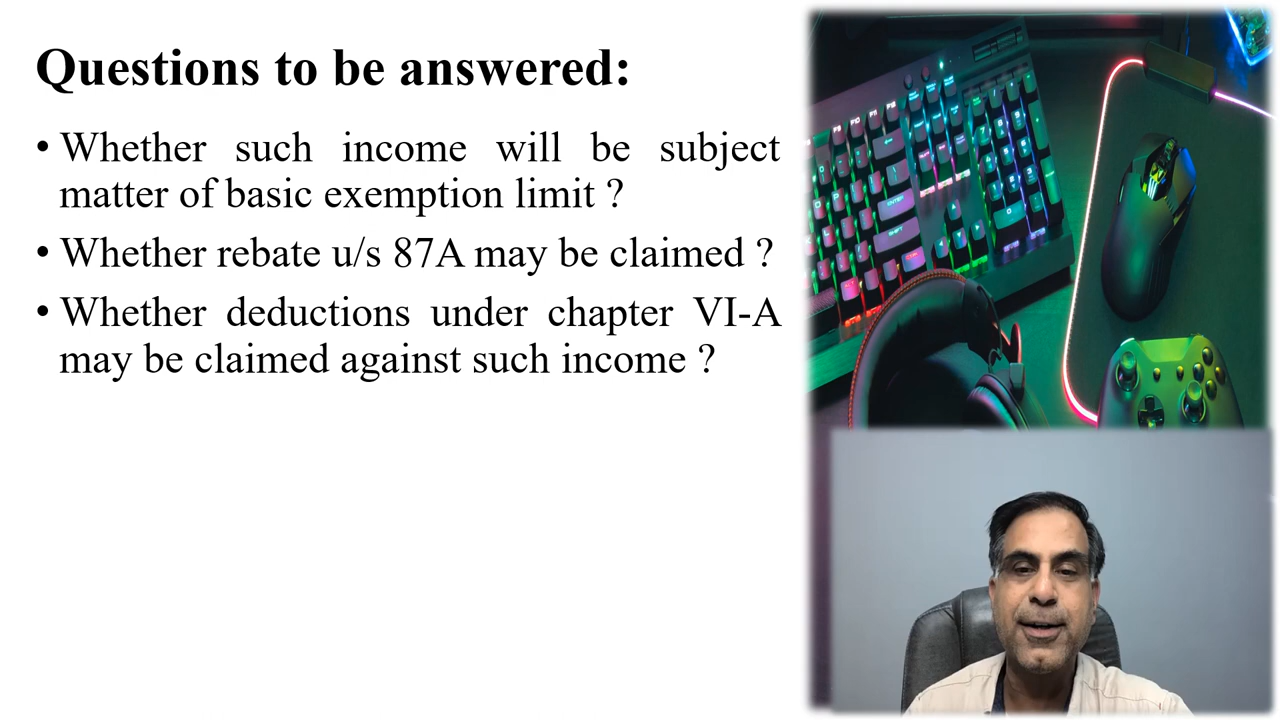 Questions to be answered:
• Whether such income will be subject
matter of basic exemption limit ?
• Whether rebate u/s 87A may be claimed ?
• Whether deductions under chapter VI-A
may be claimed against such income ?